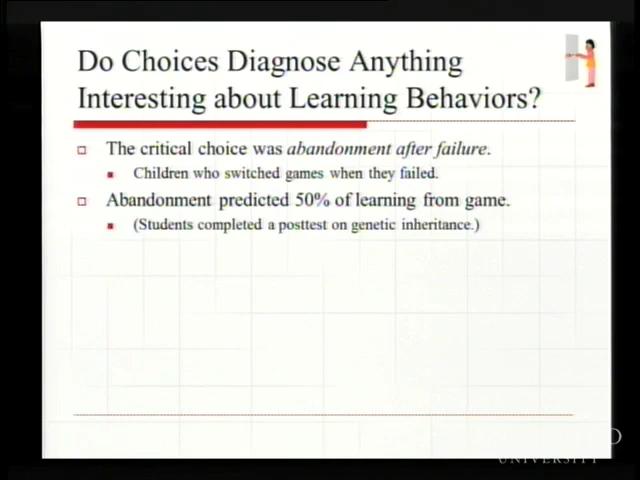 Do Choices Diagnose Anything
Interesting about Learning Behaviors?
The critical choice was abandonment after failure.
Children who switched games when they failed.
Abandonment predicted 50% of learning from game.
(Students completed a posttest on genetic inheritance.)
UNIVERSITY